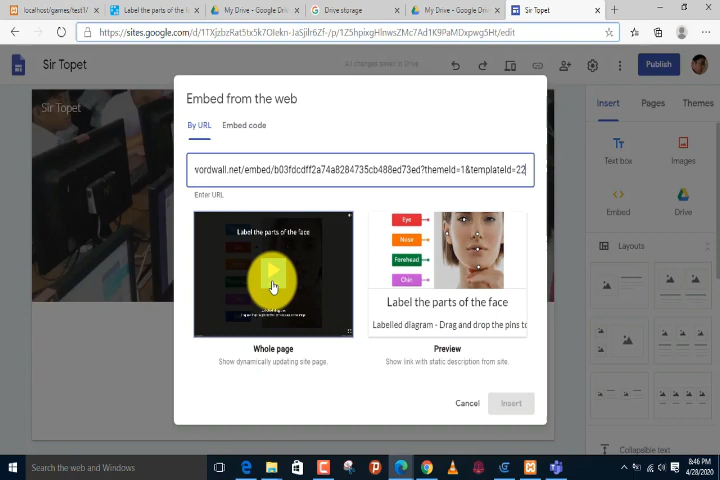 localhost/games/test1/
Label the parts of the f
My Drive - Google Driv
Drive storage
My Drive - Google Driv
Sir Topet
https://sites.google.com/d/1TXjzbzRat5tx5k7OIekn-JaSjilr6Zf-/p/1Z5hpixgHlnwsZMc7Ad1K9PaMDxpwg5Ht/edit
Sir Topet
All changes saved in Drive
Publish
Sir Topet
Insert
Pages
Themes
Embed from the web
By URL
Embed code
vordwall.net/embed/b03fdcdff2a74a8284735cb488ed73ed?themeId=1&templateId=22
Enter URL
Text box
Images
Embed
Drive
Layouts
Collapsible text
Label the parts of the face
Eye
Nose
Forehead
Chin
Label the parts of the face
Labelled diagram - Drag and drop the pins to
Whole page
Show dynamically updating site page.
Preview
Show link with static description from site.
Cancel
Insert
Search the web and Windows
8:46 PM
4/28/2020